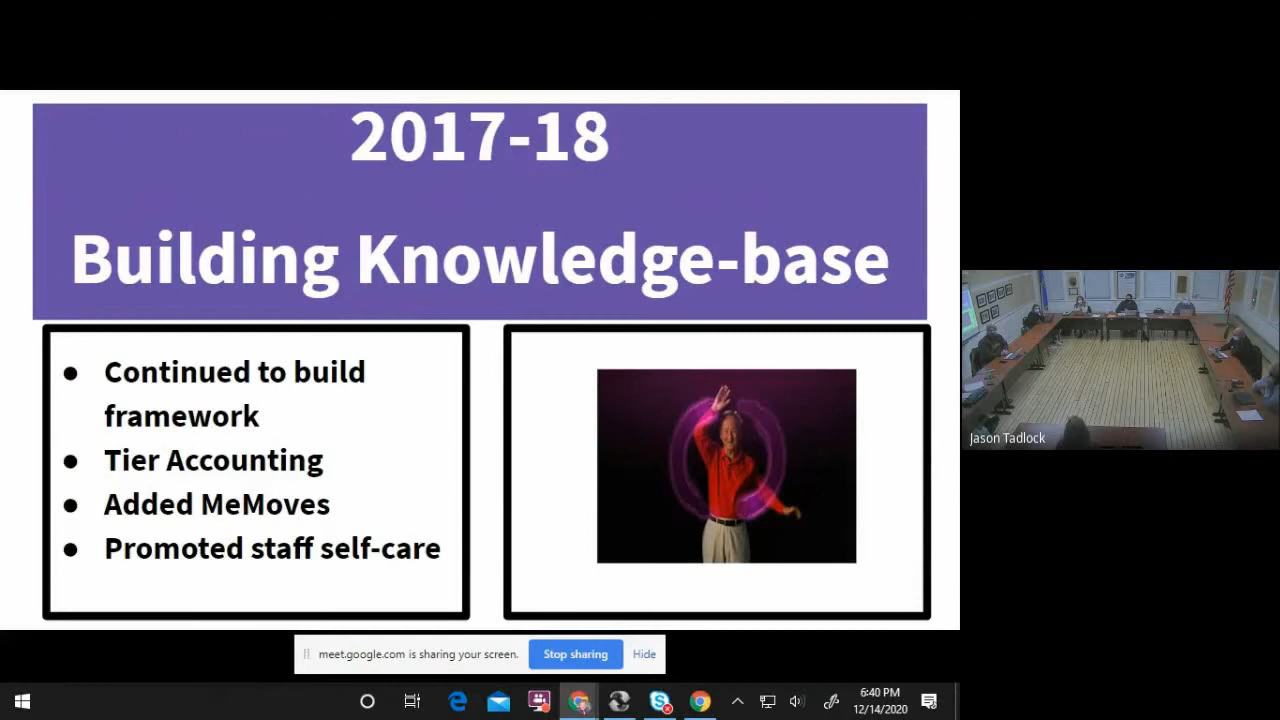 2017-18
Building Knowledge-base
● Continued to build
framework
● Tier Accounting
● Added MeMoves
● Promoted staff self-care
Jason Tadlock
meet.google.com is sharing your screen.
Stop sharing
Hide
6:40 PM
12/14/2020